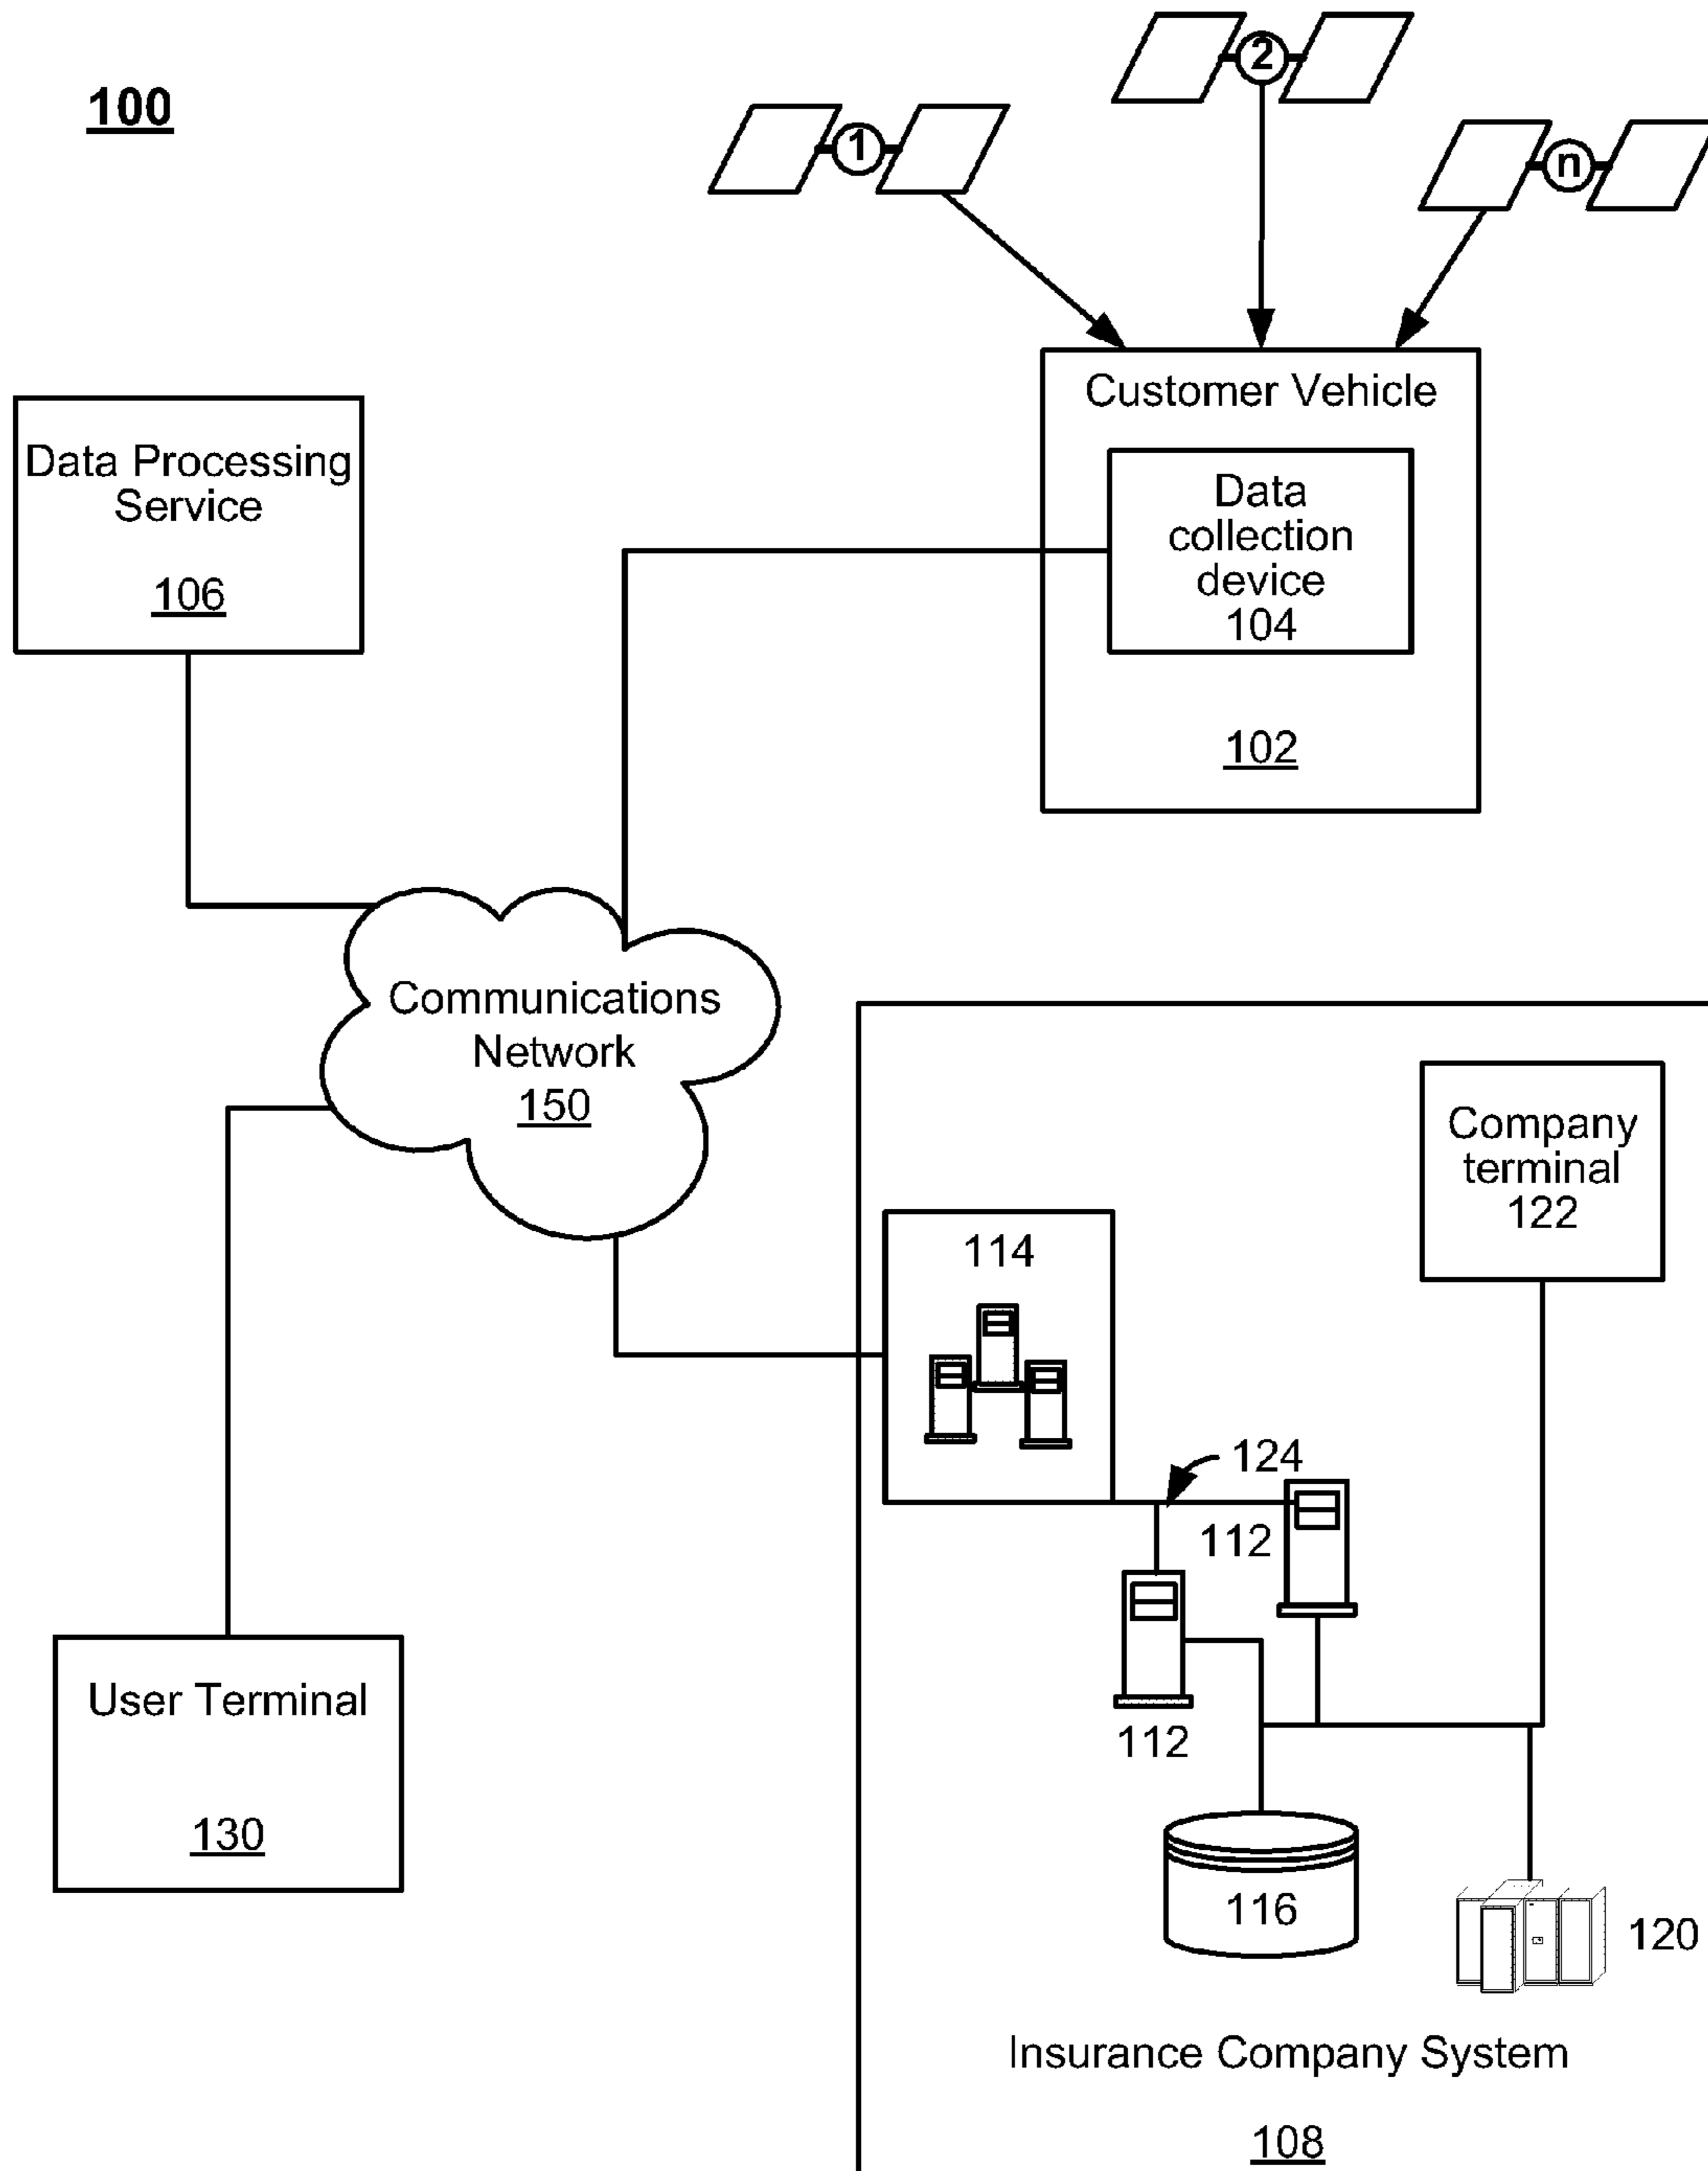 100
1
2
n
Customer Vehicle
Data
collection
device
104
102
Data Processing
Service
106
Communications
Network
150
Company
terminal
122
114
124
112
112
116
120
User Terminal
130
Insurance Company System
108